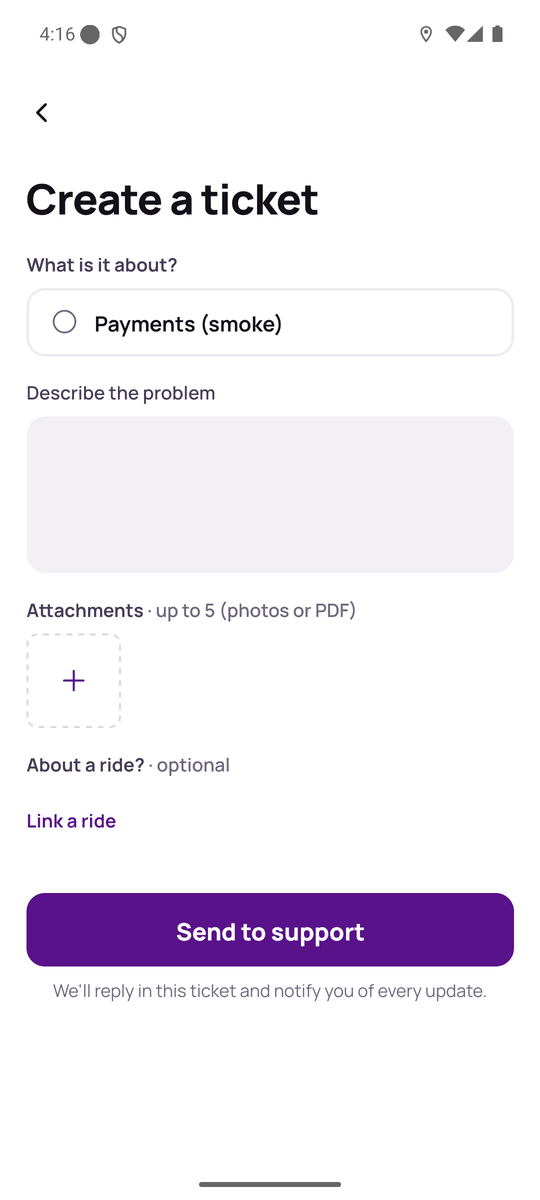 4:16
Create a ticket
What is it about?
Payments (smoke)
Describe the problem
Attachments · up to 5 (photos or PDF)
About a ride? · optional
Link a ride
Send to support
We'll reply in this ticket and notify you of every update.